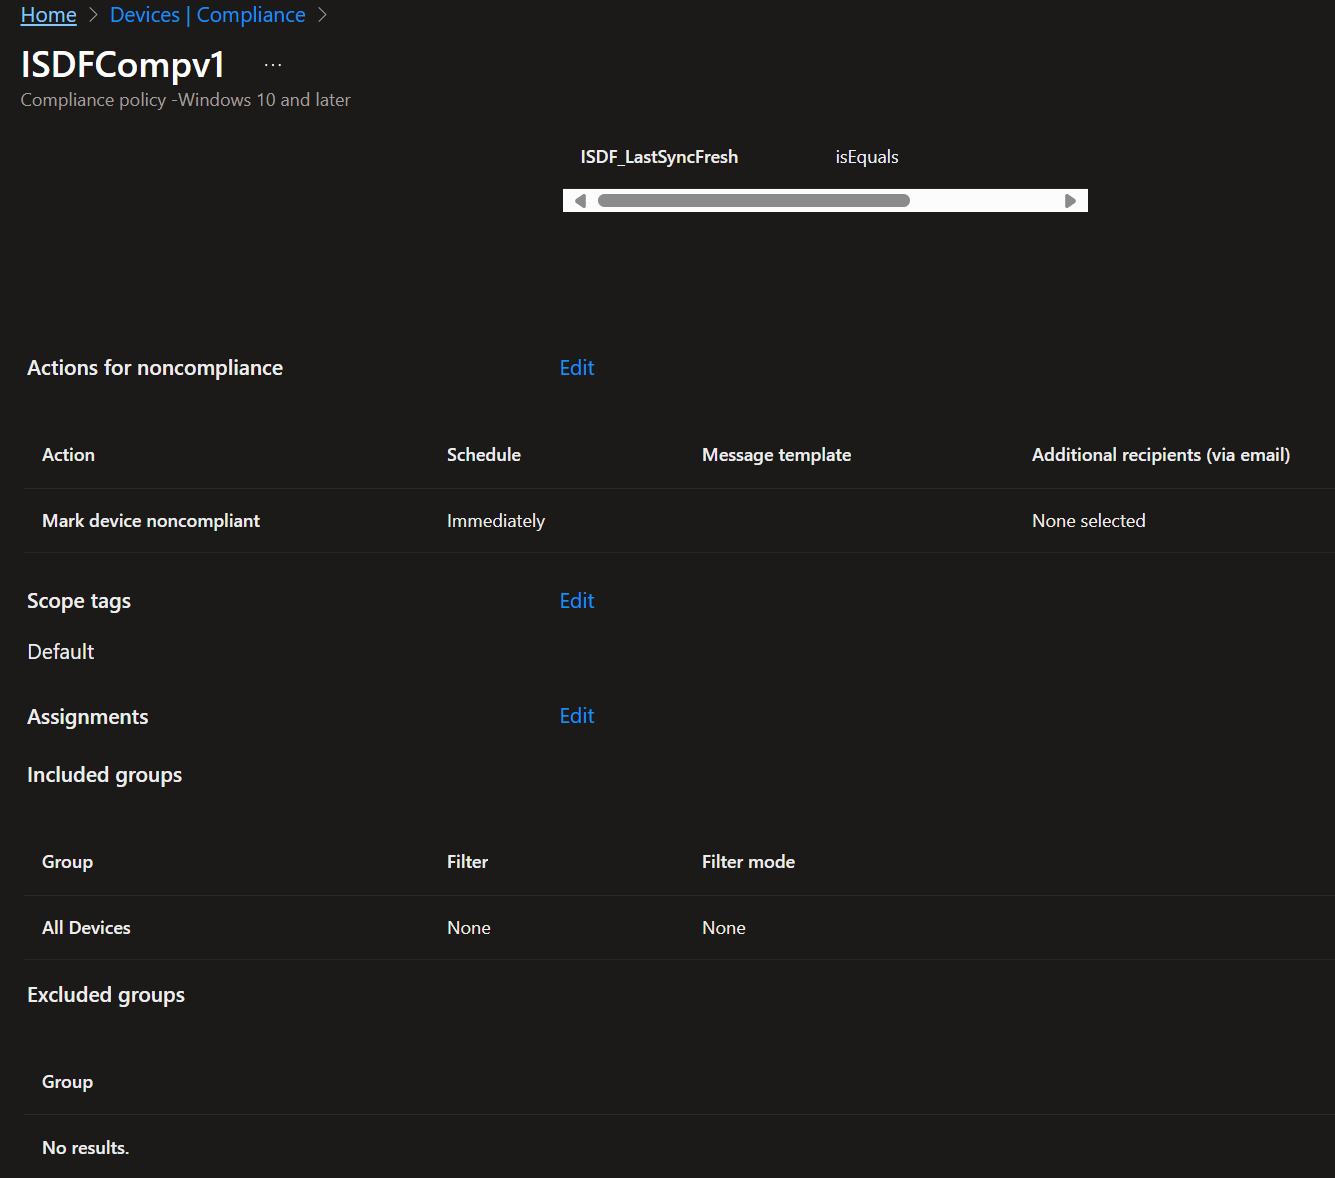 Home > Devices | Compliance >
ISDFCompv1 ...
Compliance policy -Windows 10 and later
ISDF_LastSyncFresh isEquals
Actions for noncompliance Edit
Action Schedule Message template Additional recipients (via email)
Mark device noncompliant Immediately None selected
Scope tags Edit
Default
Assignments Edit
Included groups
Group Filter Filter mode
All Devices None None
Excluded groups
Group
No results.